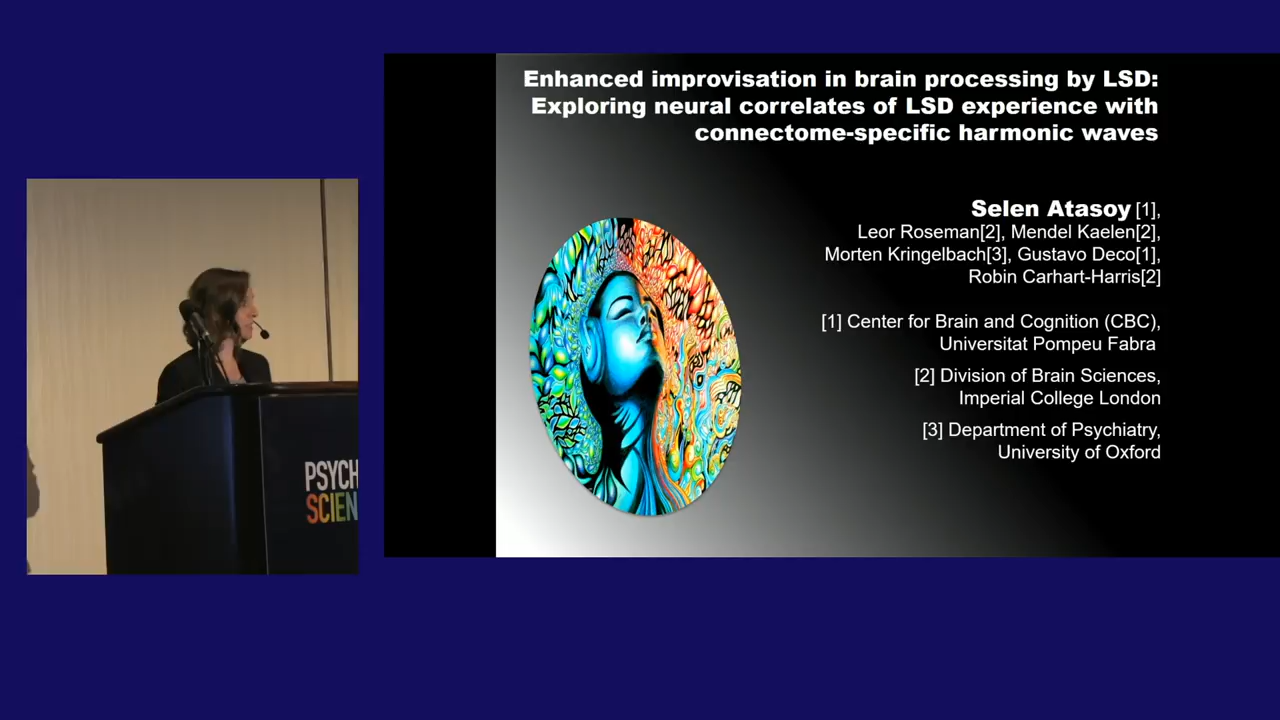 Enhanced improvisation in brain processing by LSD:
Exploring neural correlates of LSD experience with
connectome-specific harmonic waves
Selen Atasoy [1],
Leor Roseman[2], Mendel Kaelen[2],
Morten Kringelbach[3], Gustavo Deco[1],
Robin Carhart-Harris[2]
[1] Center for Brain and Cognition (CBC),
Universitat Pompeu Fabra
[2] Division of Brain Sciences,
Imperial College London
[3] Department of Psychiatry,
University of Oxford
PSYCH
SCIEN